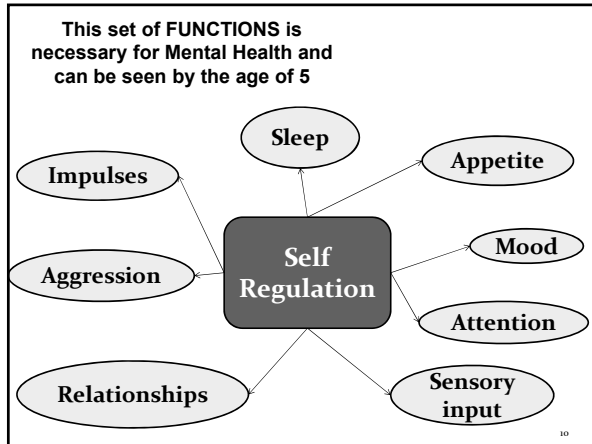 This set of FUNCTIONS is
necessary for Mental Health and
can be seen by the age of 5
Sleep
Appetite
Impulses
Mood
Self
Regulation
Aggression
Attention
Relationships
Sensory
input
10